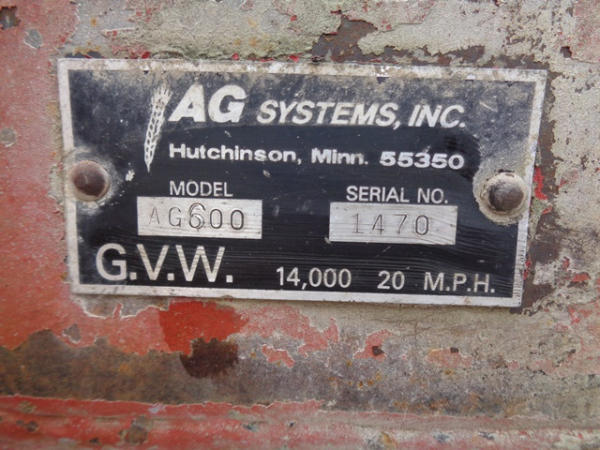 AG SYSTEMS, INC.
Hutchinson, Minn. 55350
MODEL SERIAL NO.
AG600 1470
G.V.W. 14,000 20 M.P.H.